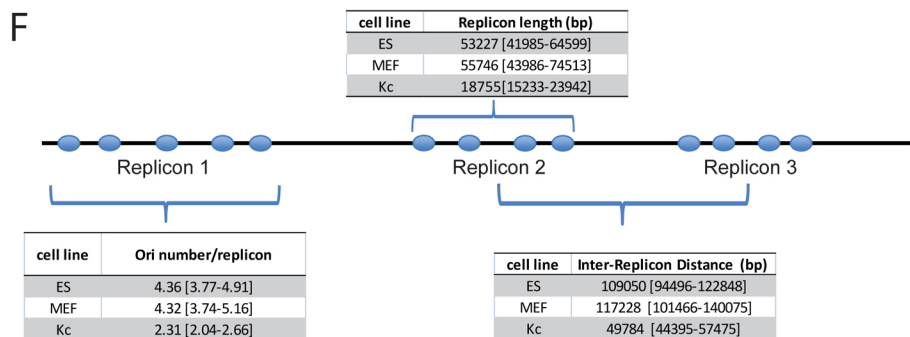 F
cell line Replicon length (bp)
ES 53227 [41985-64599]
MEF 55746 [43986-74513]
Kc 18755[15233-23942]
Replicon 1 Replicon 2 Replicon 3
cell line Ori number/replicon
ES 4.36 [3.77-4.91]
MEF 4.32 [3.74-5.16]
Kc 2.31 [2.04-2.66]
cell line Inter-Replicon Distance (bp)
ES 109050 [94496-122848]
MEF 117228 [101466-140075]
Kc 49784 [44395-57475]